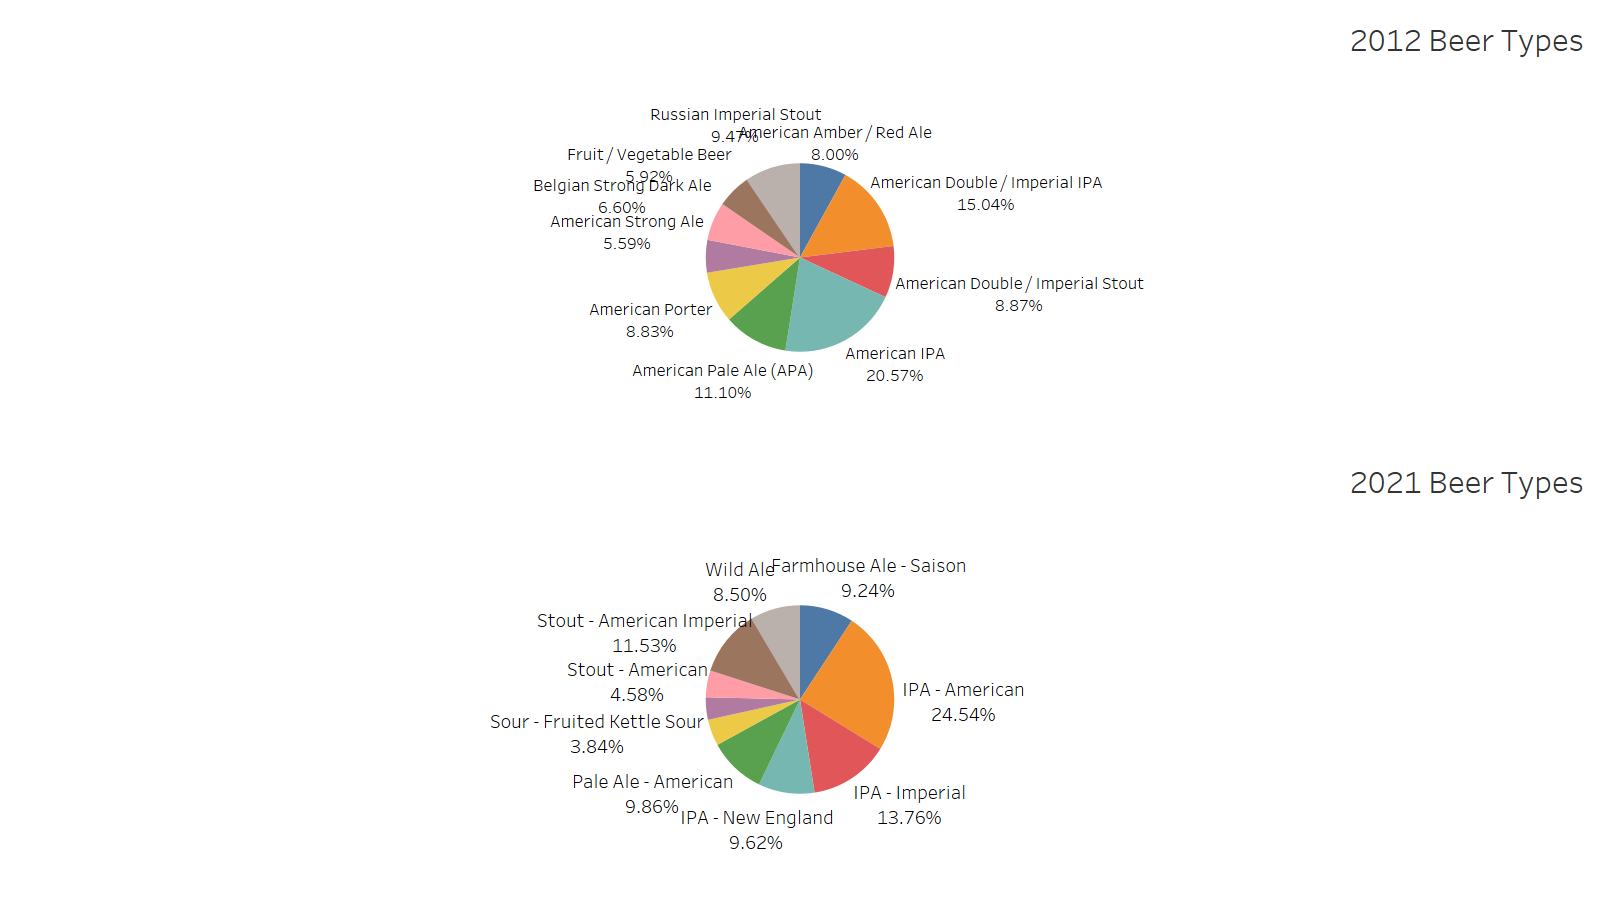 2012 Beer Types
Russian Imperial Stout
9.47%
American Amber / Red Ale
8.00%
Fruit / Vegetable Beer
5.92%
American Double / Imperial IPA
15.04%
Belgian Strong Dark Ale
6.60%
American Strong Ale
5.59%
American Double / Imperial Stout
8.87%
American Porter
8.83%
American IPA
20.57%
American Pale Ale (APA)
11.10%
2021 Beer Types
Wild Ale
8.50%
Farmhouse Ale - Saison
9.24%
Stout - American Imperial
11.53%
Stout - American
4.58%
IPA - American
24.54%
Sour - Fruited Kettle Sour
3.84%
Pale Ale - American
9.86%
IPA - Imperial
13.76%
IPA - New England
9.62%